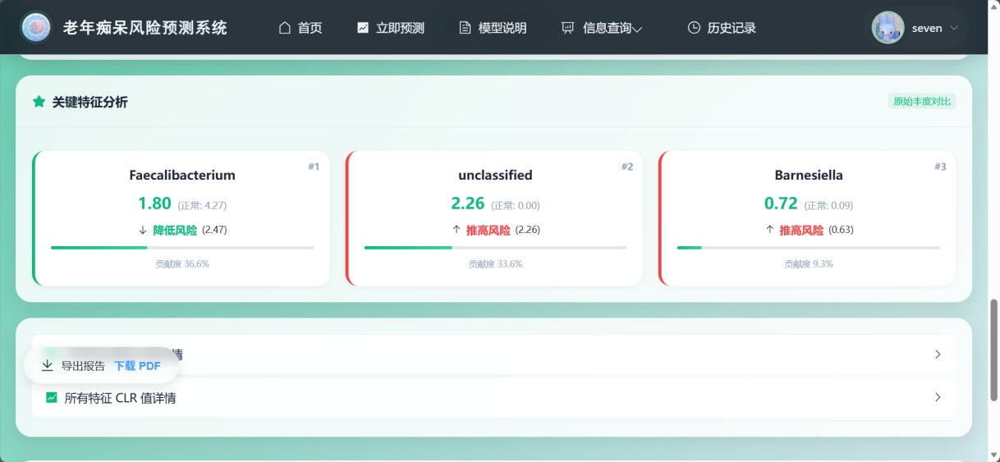 老年痴呆风险预测系统
首页
立即预测
模型说明
信息查询
历史记录
seven
关键特征分析
原始丰度对比
#1
Faecalibacterium
1.80 (正常: 4.27)
↓ 降低风险 (2.47)
贡献度 36.6%
#2
unclassified
2.26 (正常: 0.00)
↑ 推高风险 (2.26)
贡献度 33.6%
#3
Barnesiella
0.72 (正常: 0.09)
↑ 推高风险 (0.63)
贡献度 9.3%
情
导出报告 下载 PDF
所有特征 CLR 值详情